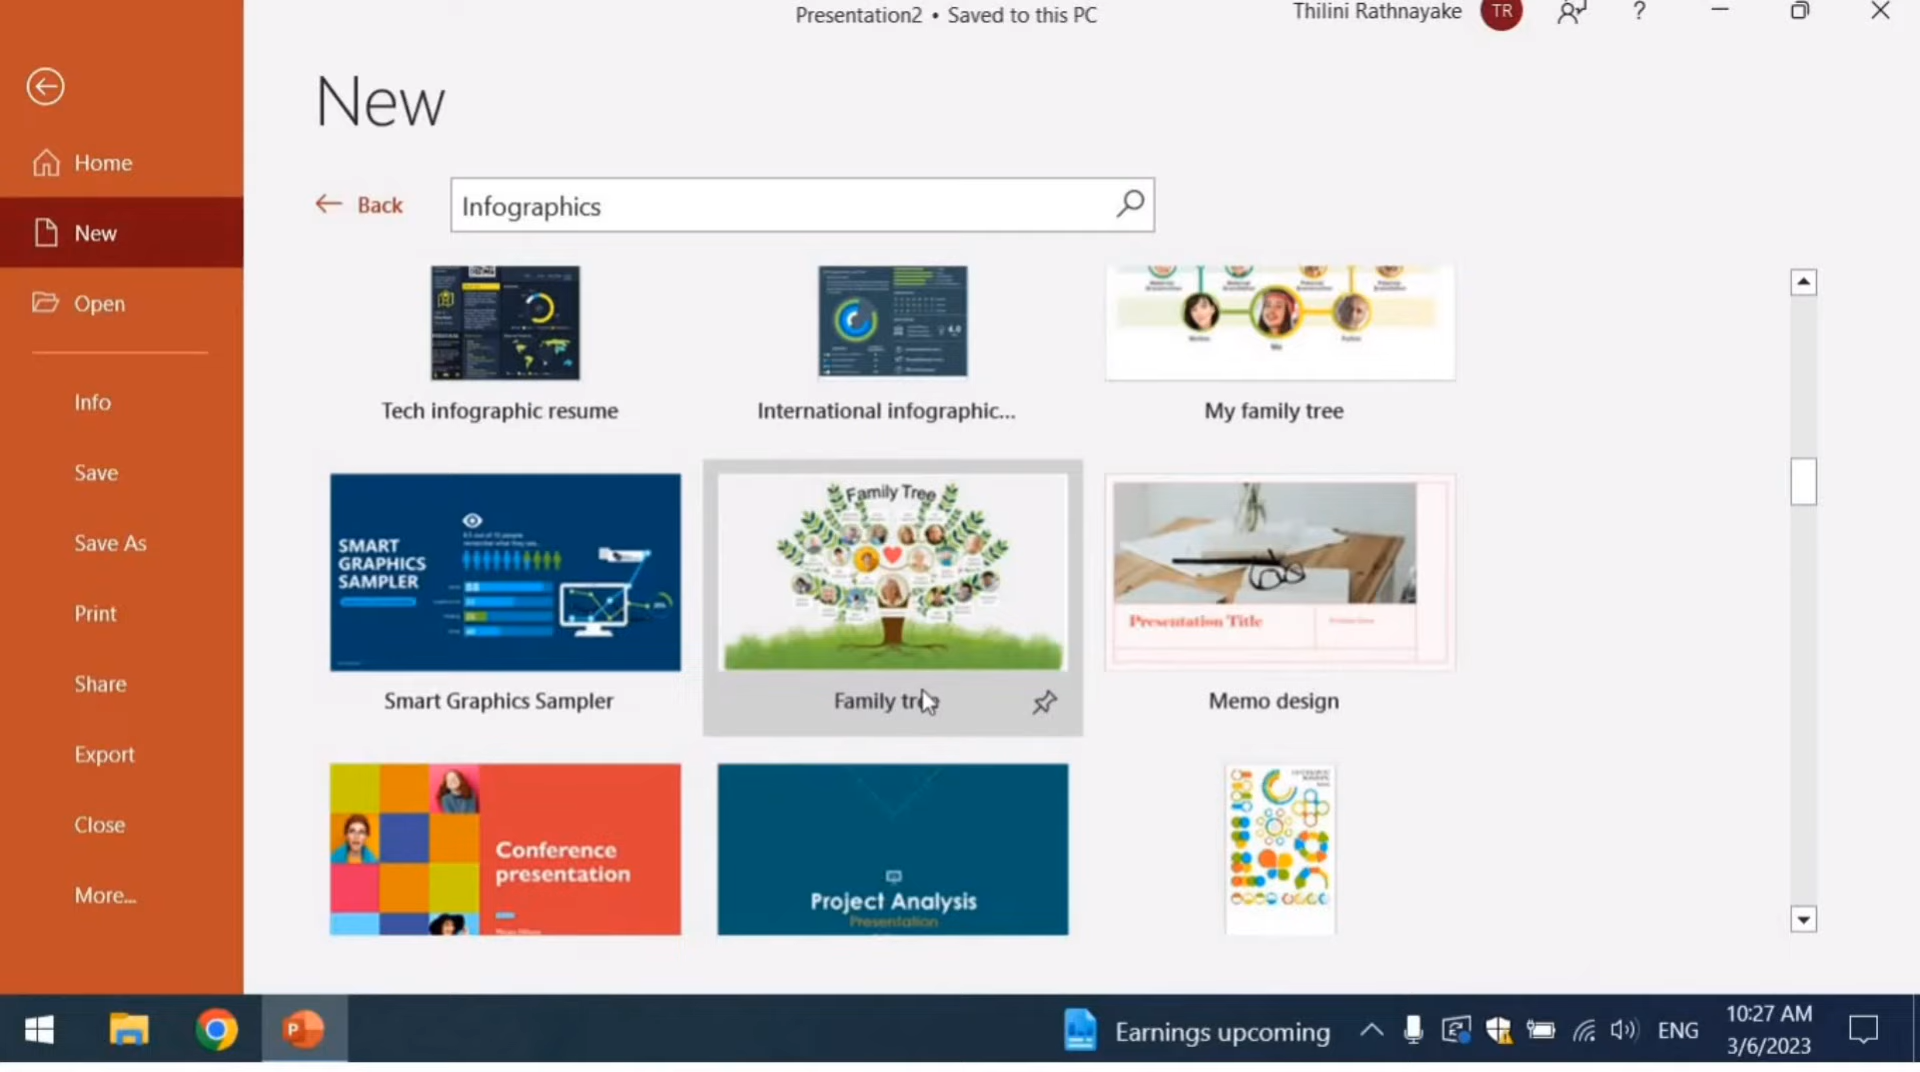 Presentation2 • Saved to this PC
Thilini Rathnayake
TR
?
New
Home
Back
Infographics
New
Open
Info
Save
Save As
Print
Share
Export
Close
More...
Tech infographic resume
International infographic...
My family tree
Me
SMART
GRAPHICS
SAMPLER
Family Tree
Presentation Title
Smart Graphics Sampler
Family tree
Memo design
Conference
presentation
Project Analysis
Presentation
P
Earnings upcoming
ENG
10:27 AM
3/6/2023